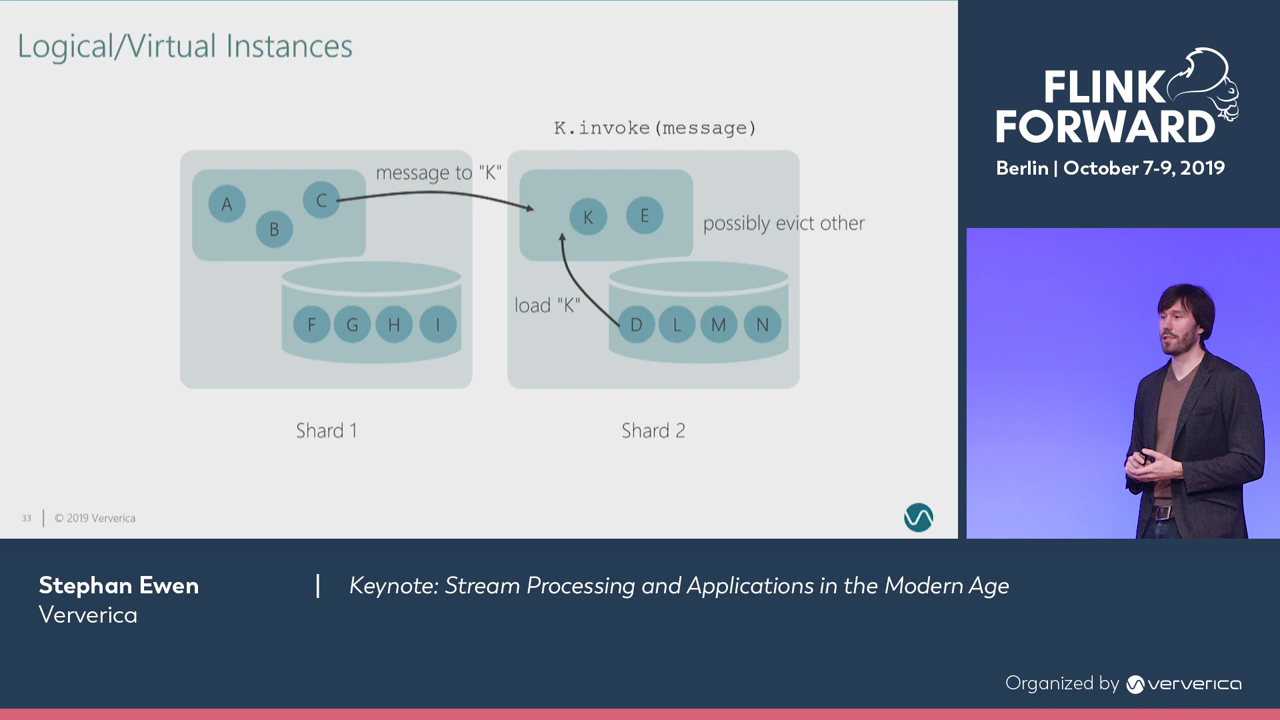 Logical/Virtual Instances
K.invoke(message)
message to "K"
A
B
C
K
E
possibly evict other
load "K"
F G H I
D L M N
Shard 1
Shard 2
33 | © 2019 Ververica
FLINK
FORWARD
Berlin | October 7-9, 2019
Stephan Ewen | Keynote: Stream Processing and Applications in the Modern Age
Ververica
Organized by ververica